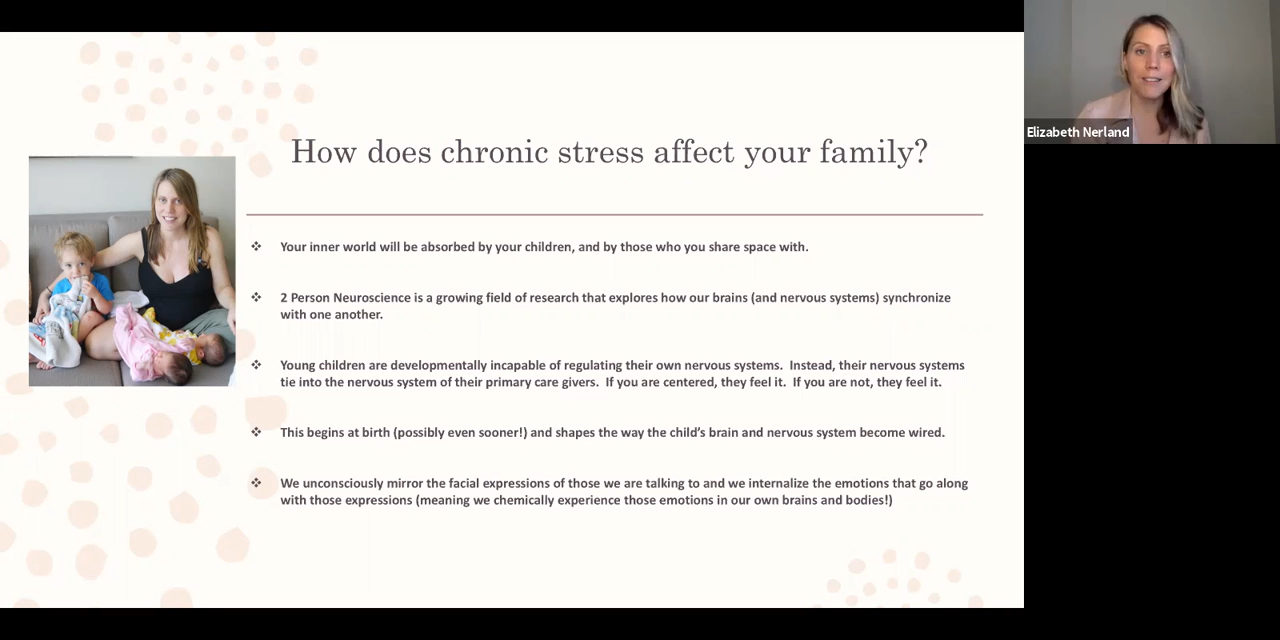 How does chronic stress affect your family?
Elizabeth Nerland
❖ Your inner world will be absorbed by your children, and by those who you share space with.
❖ 2 Person Neuroscience is a growing field of research that explores how our brains (and nervous systems) synchronize
with one another.
❖ Young children are developmentally incapable of regulating their own nervous systems.  Instead, their nervous systems
tie into the nervous system of their primary care givers.  If you are centered, they feel it.  If you are not, they feel it.
❖ This begins at birth (possibly even sooner!) and shapes the way the child’s brain and nervous system become wired.
❖ We unconsciously mirror the facial expressions of those we are talking to and we internalize the emotions that go along
with those expressions (meaning we chemically experience those emotions in our own brains and bodies!)